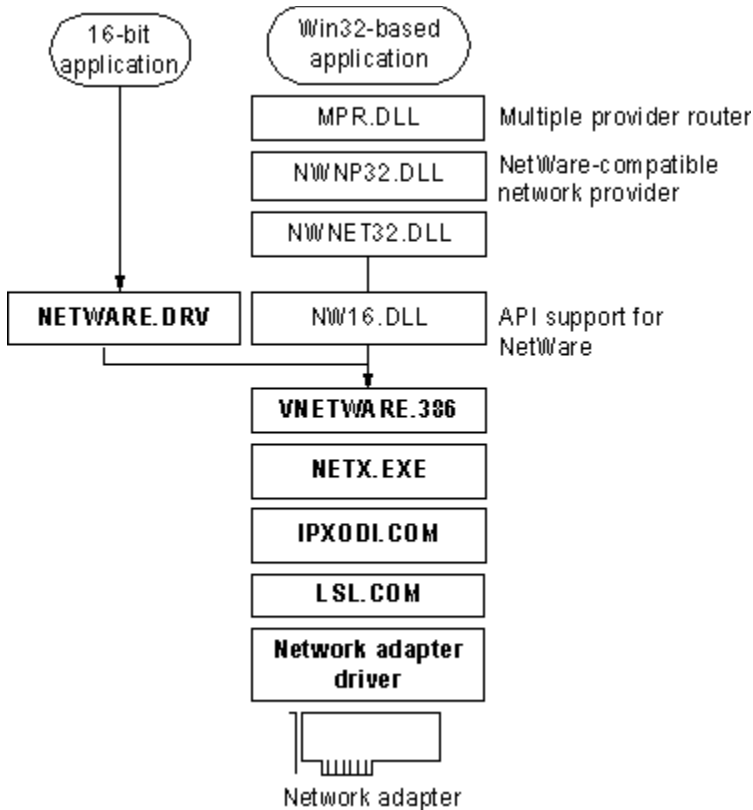 16-bit
application
Win32-based
application
MPR.DLL
Multiple provider router
NWNP32.DLL
NetWare-compatible
network provider
NWNET32.DLL
NETWARE.DRV
NW16.DLL
API support for
NetWare
VNETWARE.386
NETX.EXE
IPXODI.COM
LSL.COM
Network adapter
driver
Network adapter